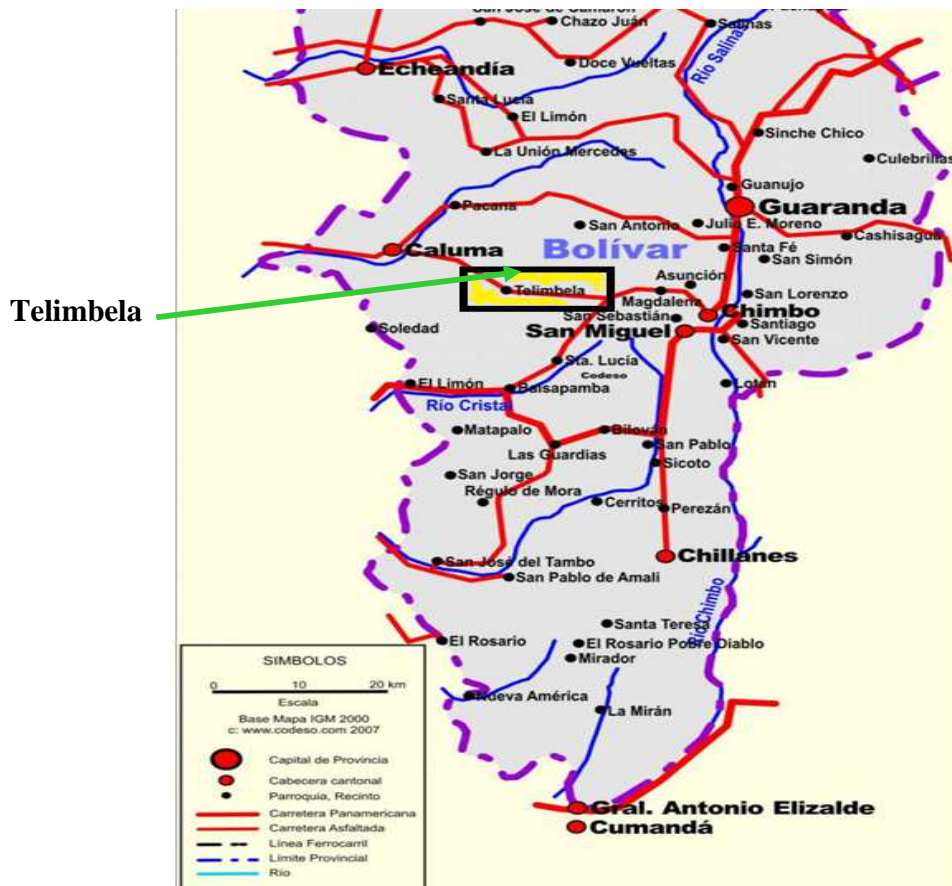 Chazo Juán
Salinas
Doce Vueltas
Río Salinas
Echeandía
Santa Lucía
El Limón
Sinche Chico
La Unión Mercedes
Culebrillas
Guanujo
Pacana
Guaranda
San Antonio
Julio E. Moreno
Cashisagua
Caluma
Bolívar
Santa Fé
San Simón
Asunción
Telimbela
Telimbela
Magdalena
San Lorenzo
Chimbo
San Sebastián
Santiago
Soledad
San Miguel
San Vicente
Sta. Lucía
Codeso
El Limón
Balsapamba
Lotán
Río Cristal
Matapalo
Bilován
Las Guardias
San Pablo
Sicoto
San Jorge
Régulo de Mora
Cerritos
Perezán
San José del Tambo
Chillanes
San Pablo de Amali
Río Chimbo
Santa Teresa
El Rosario
El Rosario Pobre Diablo
Mirador
Nueva América
La Mirán
Gral. Antonio Elizalde
Cumandá
SIMBOLOS
0 10 20 km
Escala
Base Mapa IGM 2000
c: www.codeso.com 2007
Capital de Provincia
Cabecera cantonal
Parroquia, Recinto
Carretera Panamericana
Carretera Asfaltada
Línea Ferrocarril
Límite Provincial
Río